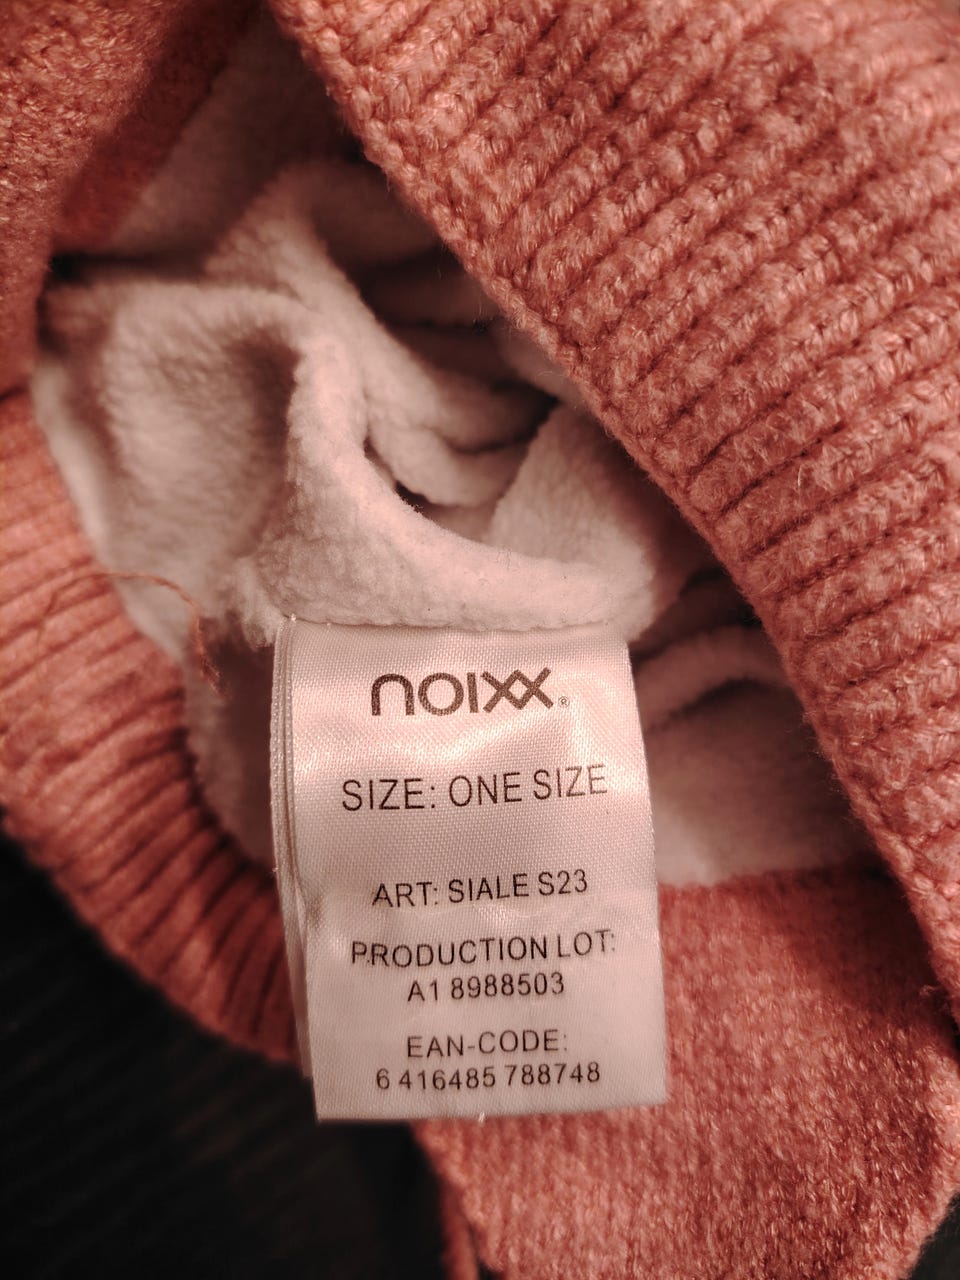 NOIXX®
SIZE: ONE SIZE
ART: SIALE S23
PRODUCTION LOT:
A1 8988503
EAN-CODE:
6 416485 788748